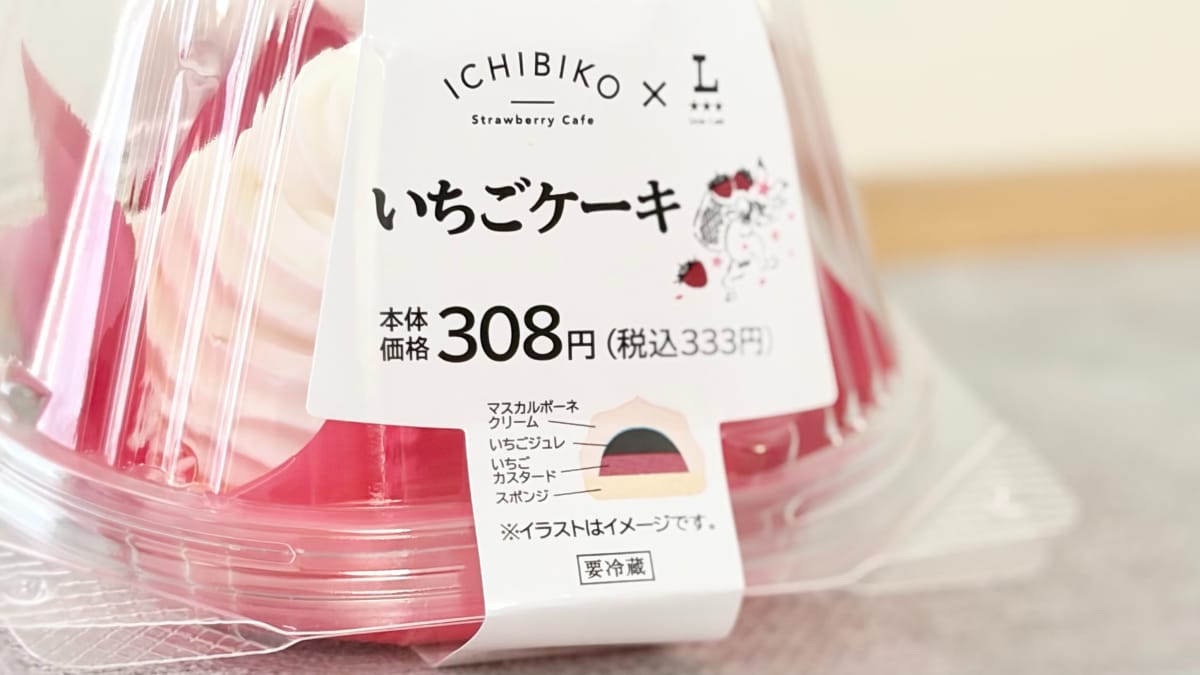 ICHIBIKO × L
Strawberry Cafe
いちごケーキ
本体価格 308円 (税込333円)
マスカルポーネ
クリーム
いちごジュレ
いちご
カスタード
スポンジ
※イラストはイメージです。
要冷蔵